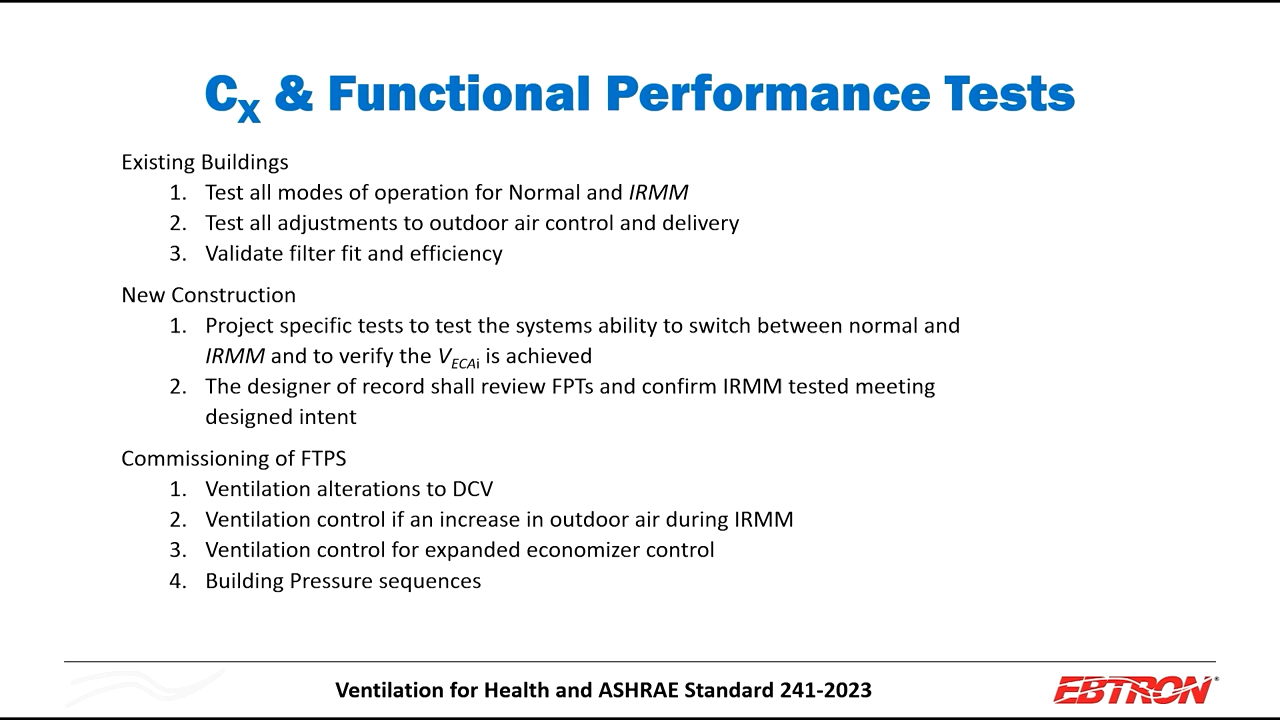 Cx & Functional Performance Tests
Existing Buildings
1. Test all modes of operation for Normal and IRMM
2. Test all adjustments to outdoor air control and delivery
3. Validate filter fit and efficiency
New Construction
1. Project specific tests to test the systems ability to switch between normal and
IRMM and to verify the VECAi is achieved
2. The designer of record shall review FPTs and confirm IRMM tested meeting
designed intent
Commissioning of FTPS
1. Ventilation alterations to DCV
2. Ventilation control if an increase in outdoor air during IRMM
3. Ventilation control for expanded economizer control
4. Building Pressure sequences
Ventilation for Health and ASHRAE Standard 241-2023
EBTRON®